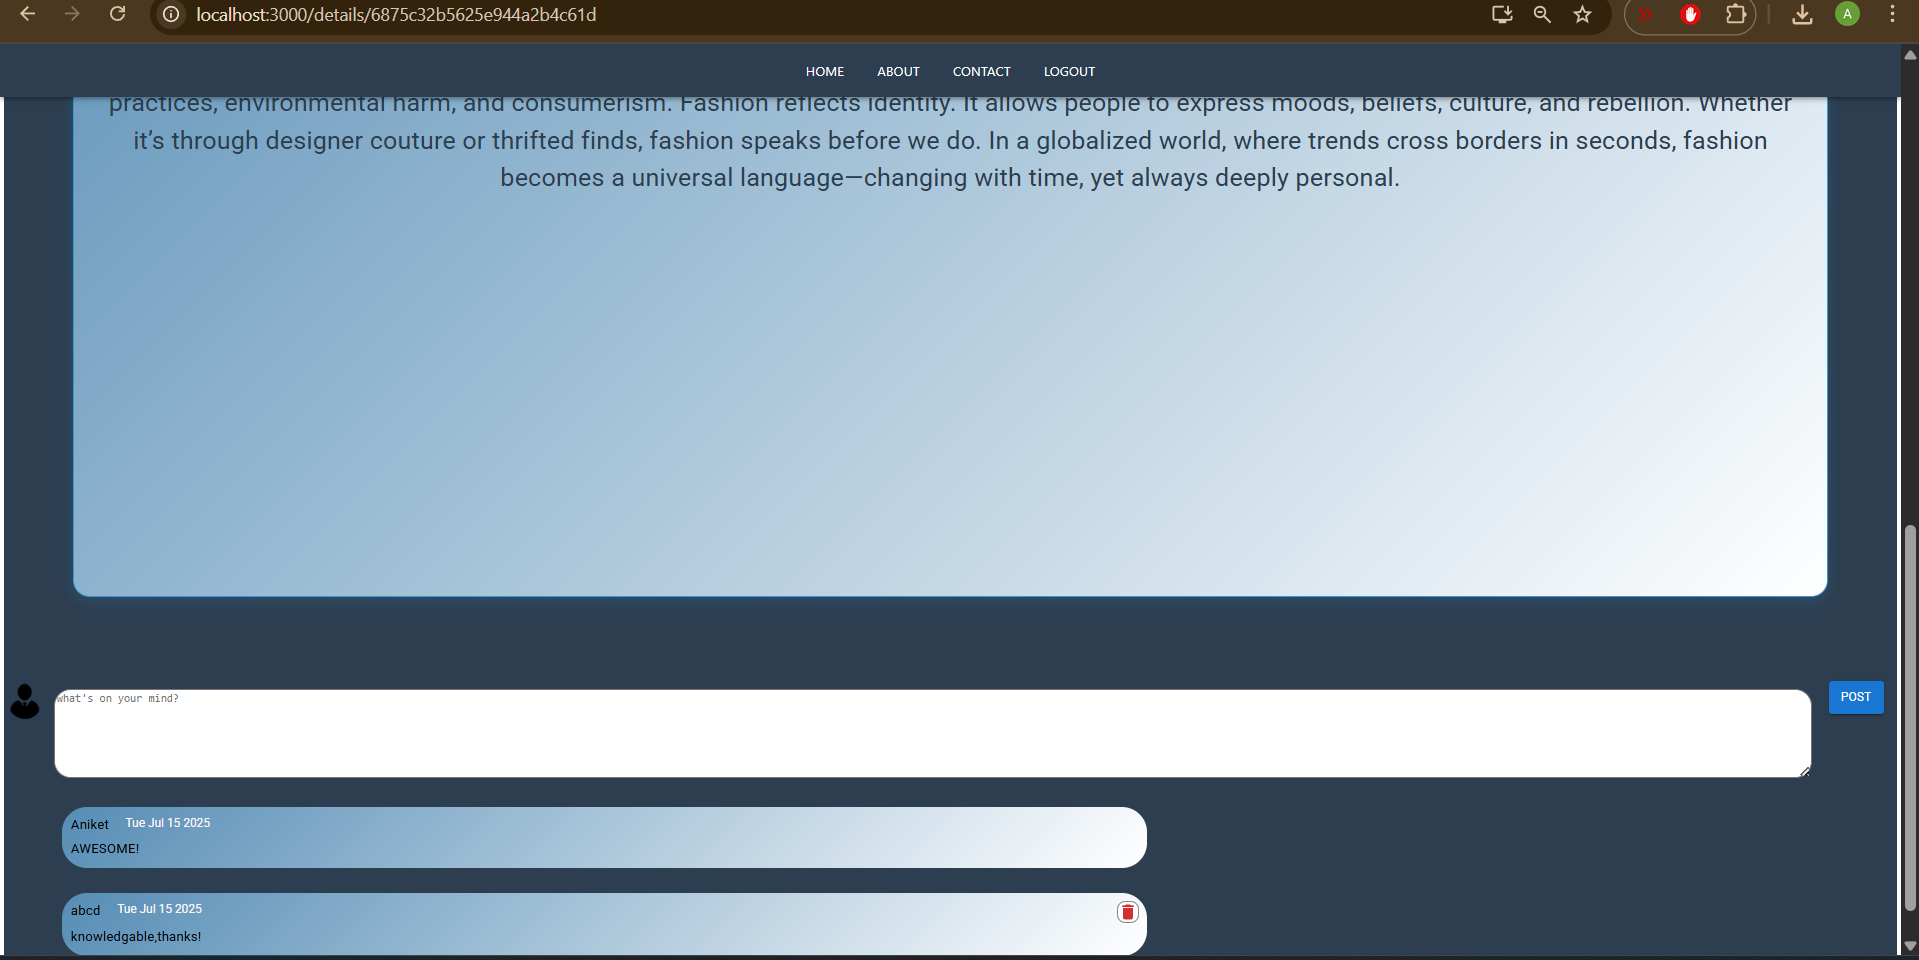 localhost:3000/details/6875c32b5625e944a2b4c61d
A
HOME ABOUT CONTACT LOGOUT
practices, environmental harm, and consumerism. Fashion reflects identity. It allows people to express moods, beliefs, culture, and rebellion. Whether
it’s through designer couture or thrifted finds, fashion speaks before we do. In a globalized world, where trends cross borders in seconds, fashion
becomes a universal language—changing with time, yet always deeply personal.
what's on your mind?
POST
Aniket Tue Jul 15 2025
AWESOME!
abcd Tue Jul 15 2025
knowledgable,thanks!